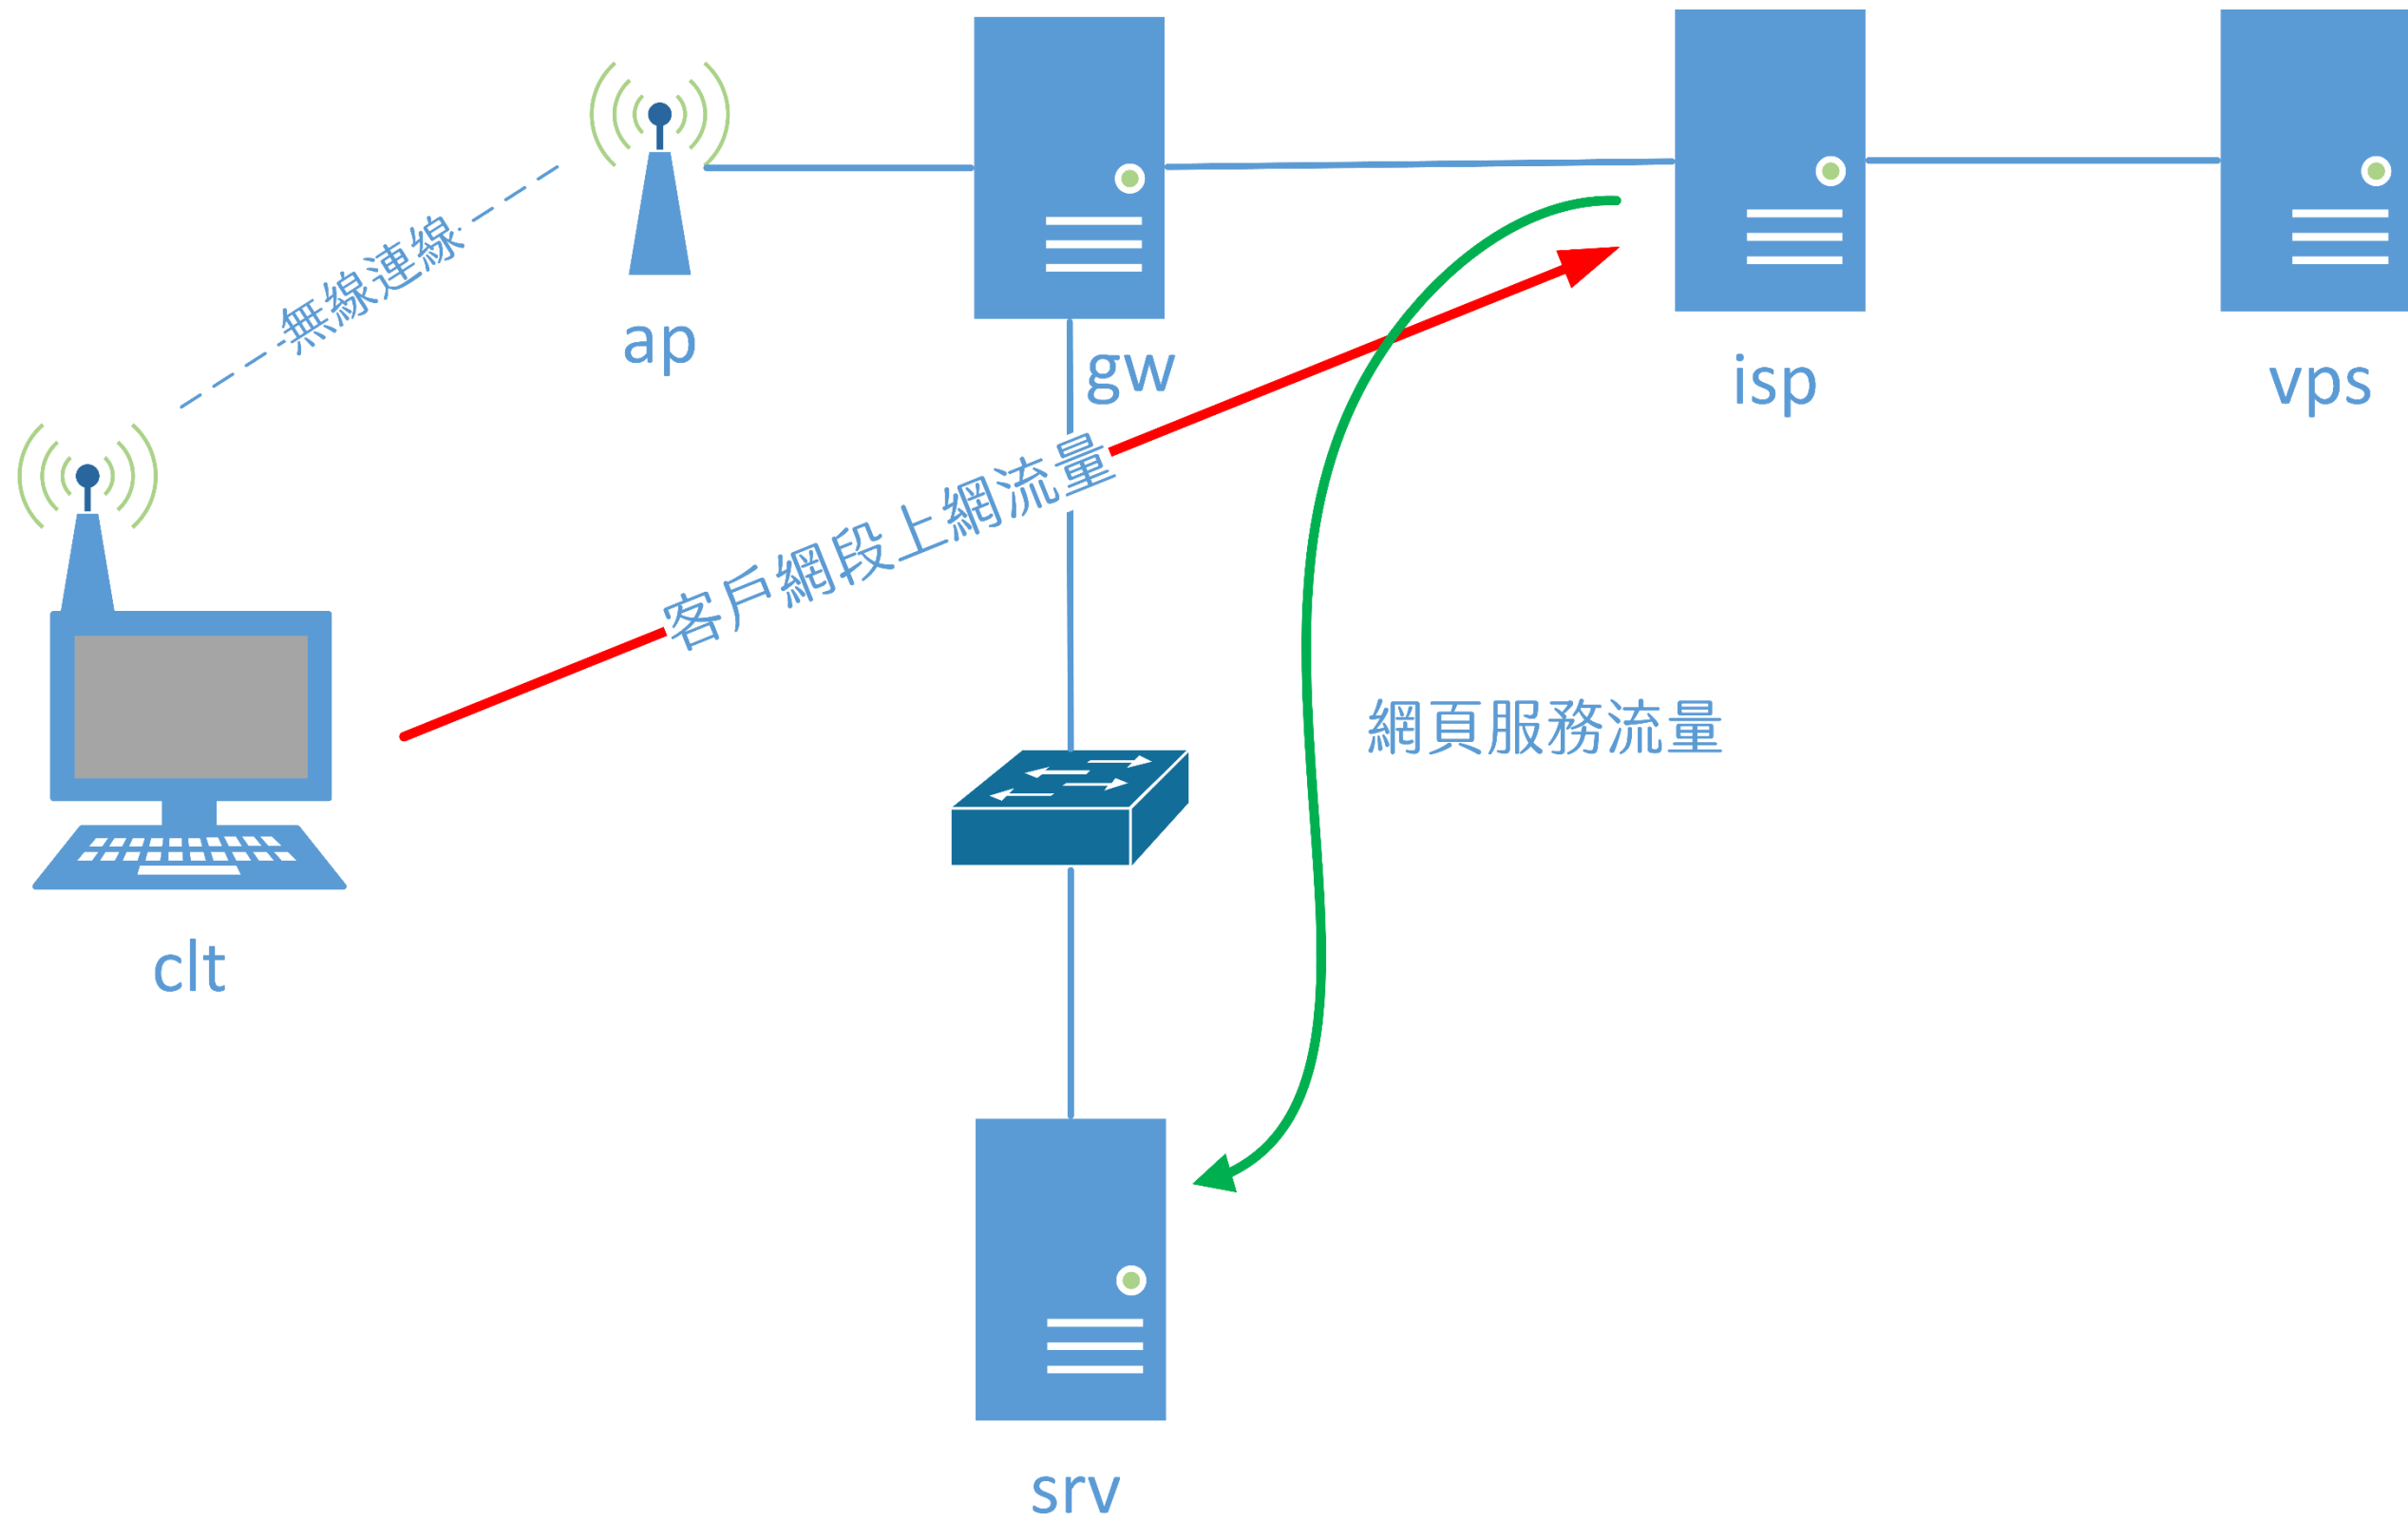 無線連線
ap
gw
isp
vps
客戶網段上網流量
網頁服務流量
clt
srv